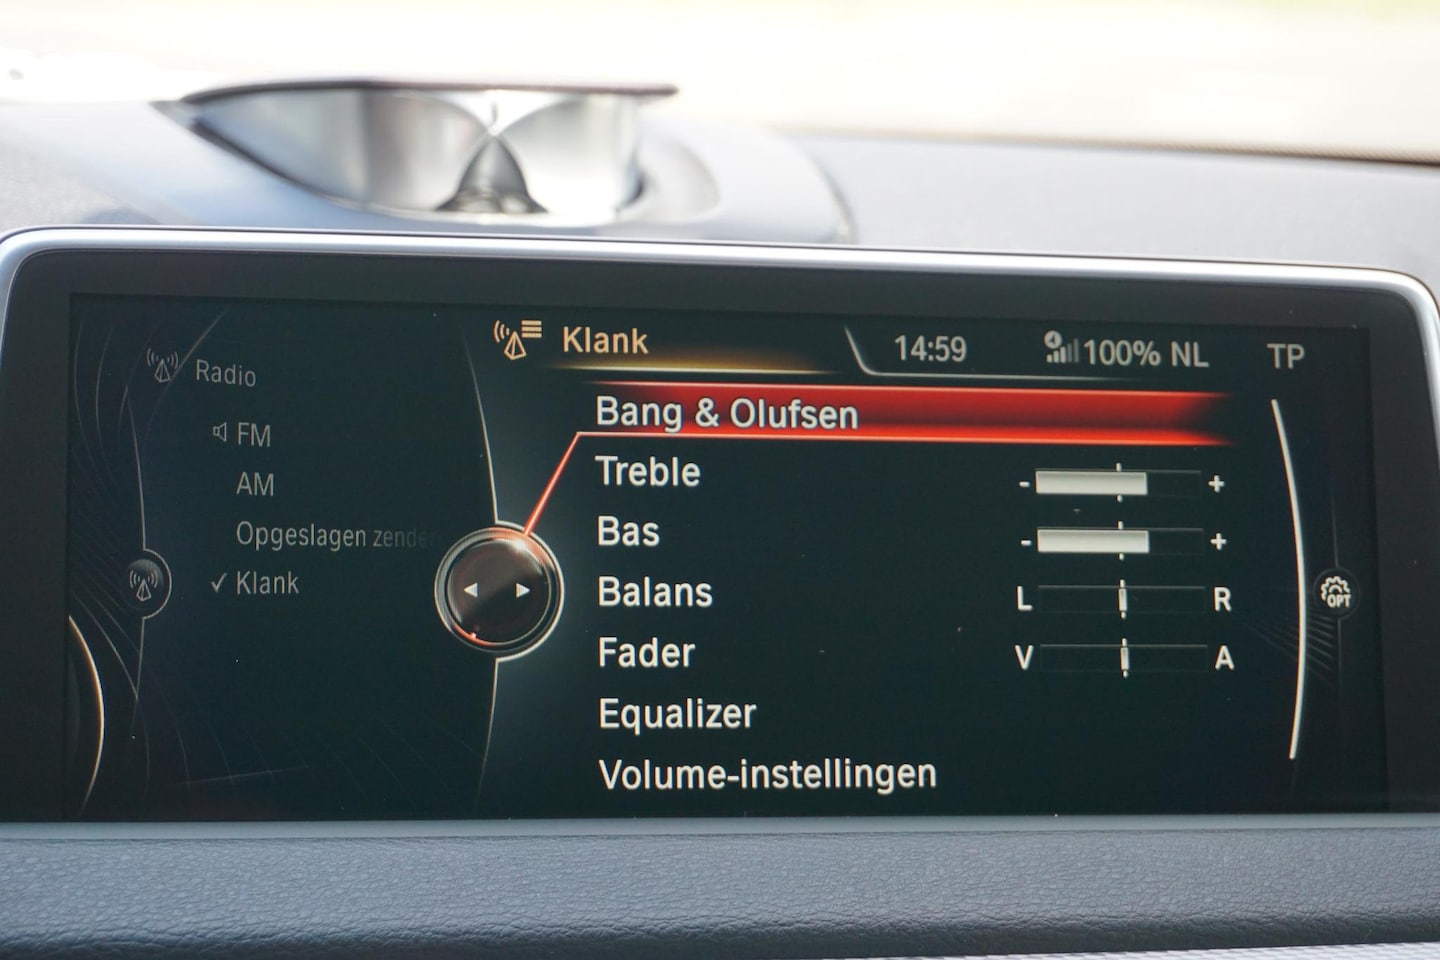 Radio
FM
AM
Opgeslagen zende
✓ Klank
Klank
14:59
100% NL
TP
Bang & Olufsen
Treble - +
Bas - +
Balans L R
Fader V A
Equalizer
Volume-instellingen
OPT